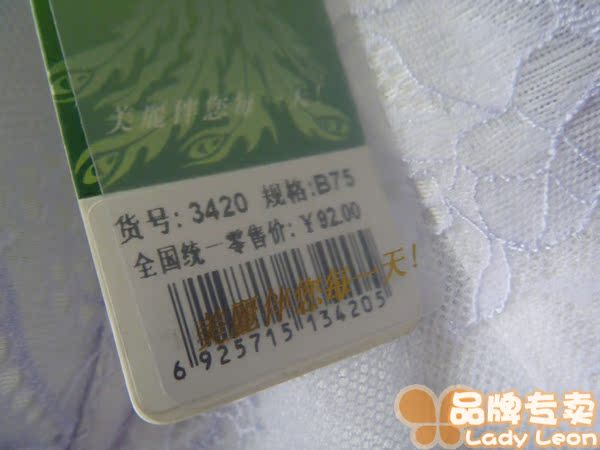 美丽伴您每一天!
货号: 3420 规格:B75
全国统一零售价: ¥92.00
美丽伴您每一天!
6 925715 134205
品牌专卖
Lady Leon